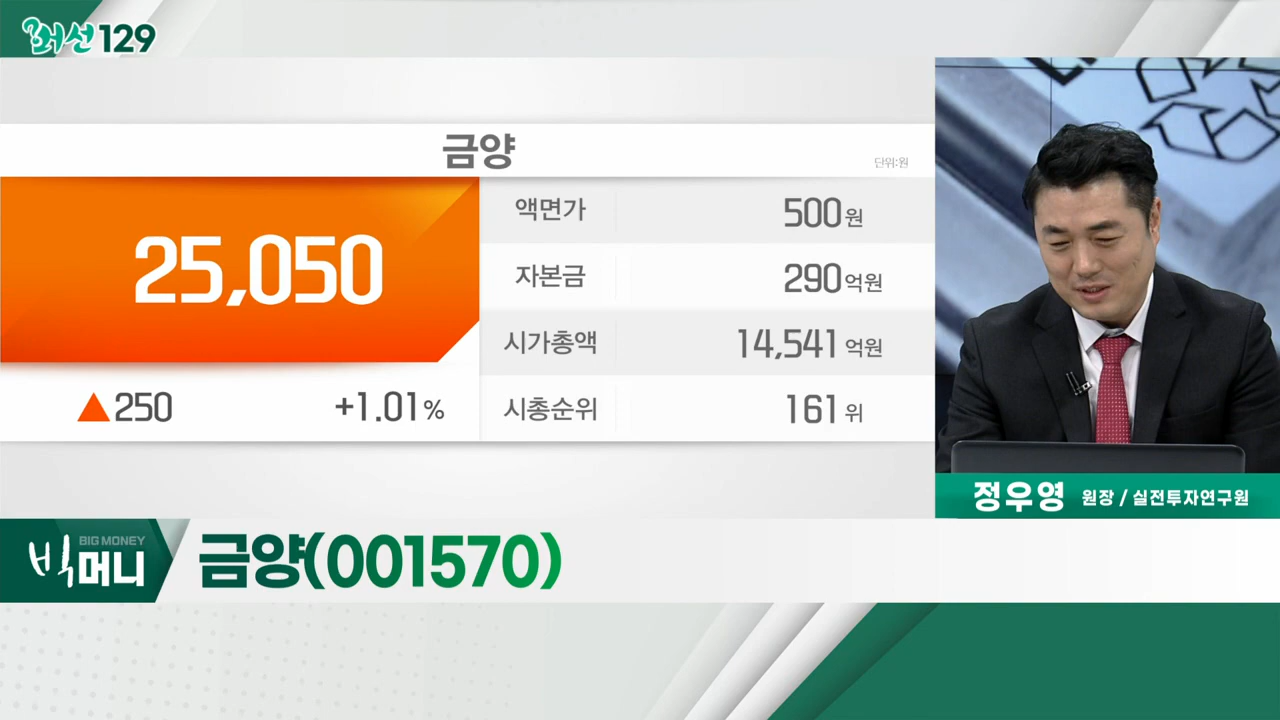 머선129
금양
단위:원
25,050
▲250 +1.01%
액면가 500원
자본금 290억원
시가총액 14,541억원
시총순위 161위
정우영 원장 / 실전투자연구원
BIG MONEY
빅머니
금양(001570)